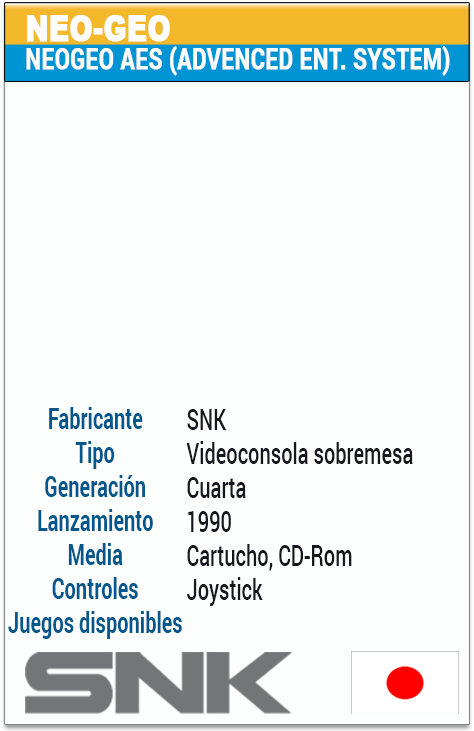 NEO-GEO
NEOGEO AES (ADVENCED ENT. SYSTEM)
Fabricante SNK
Tipo Videoconsola sobremesa
Generación Cuarta
Lanzamiento 1990
Media Cartucho, CD-Rom
Controles Joystick
Juegos disponibles
SNK